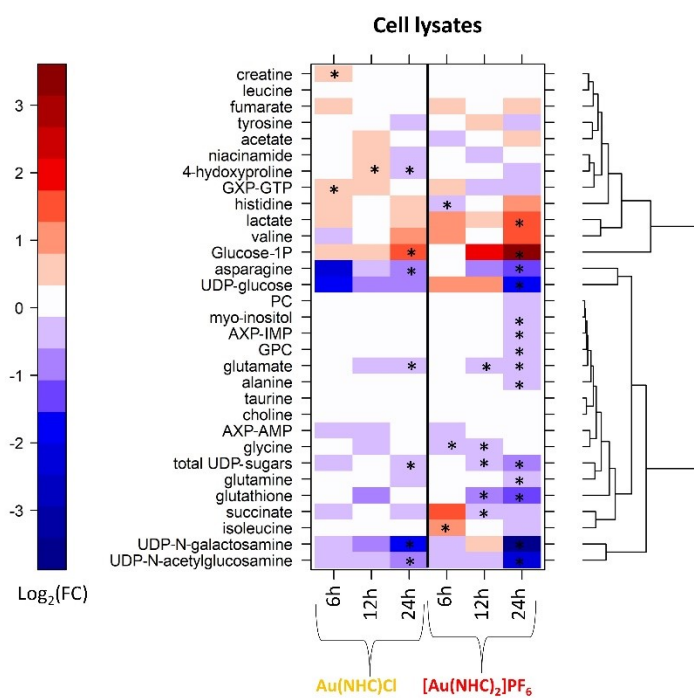 Cell lysates
3
2
1
0
-1
-2
-3
Log2(FC)
creatine
leucine
fumarate
tyrosine
acetate
niacinamide
4-hydoxyproline
GXP-GTP
histidine
lactate
valine
Glucose-1P
asparagine
UDP-glucose
PC
myo-inositol
AXP-IMP
GPC
glutamate
alanine
taurine
choline
AXP-AMP
glycine
total UDP-sugars
glutamine
glutathione
succinate
isoleucine
UDP-N-galactosamine
UDP-N-acetylglucosamine
6h 12h 24h 6h 12h 24h
Au(NHC)Cl [Au(NHC)2]PF6